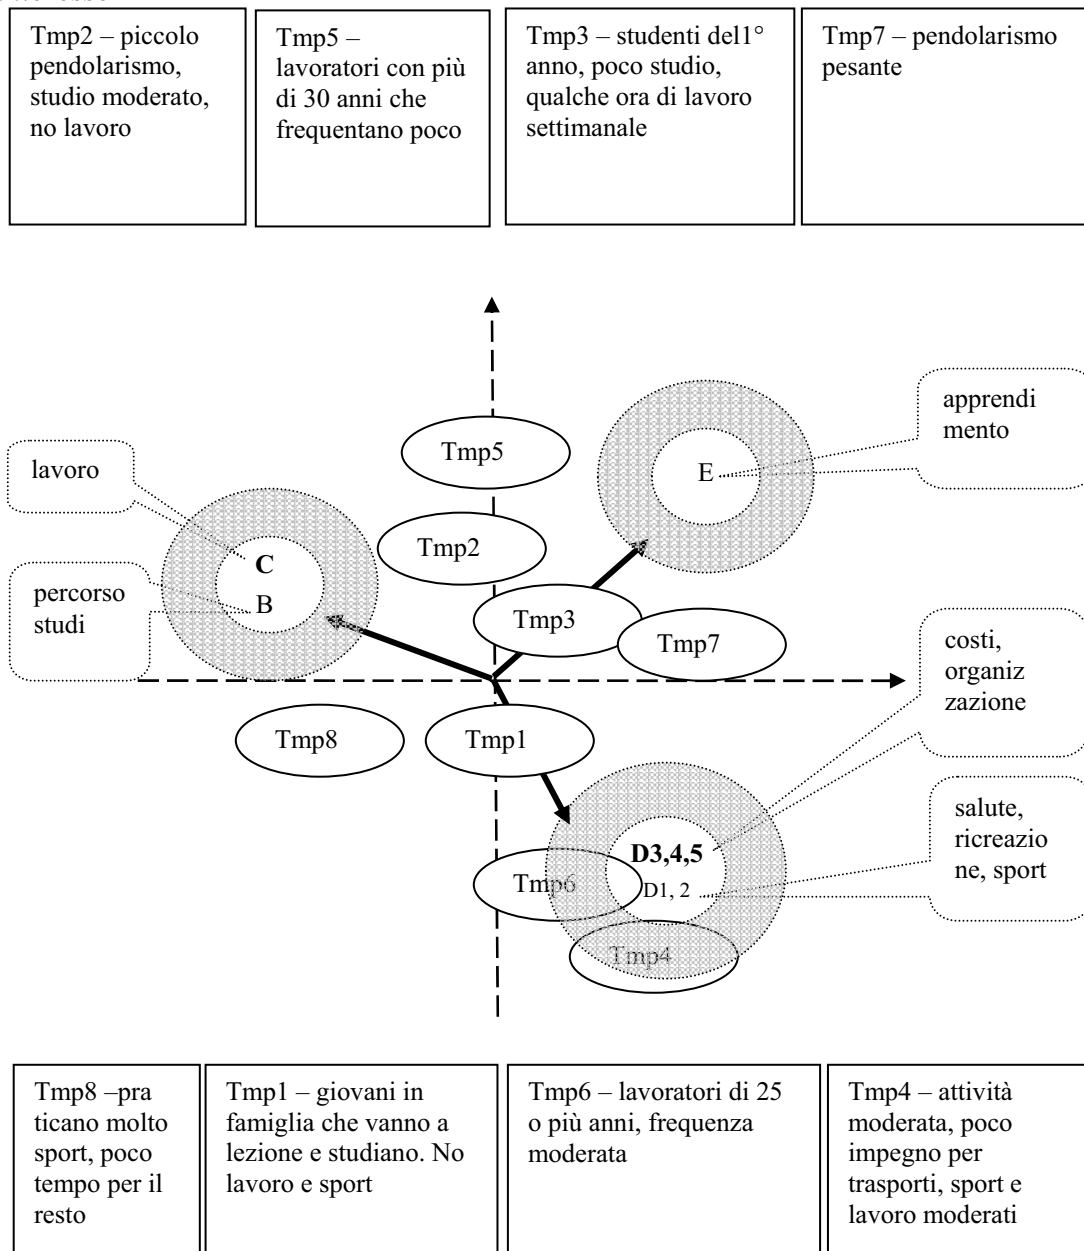 Tmp2 – piccolo
pendolarismo,
studio moderato,
no lavoro
Tmp5 –
lavoratori con più
di 30 anni che
frequentano poco
Tmp3 – studenti del1°
anno, poco studio,
qualche ora di lavoro
settimanale
Tmp7 – pendolarismo
pesante
apprendi
mento
Tmp5
lavoro
E
Tmp2
C
B
percorso
studi
Tmp3
Tmp7
costi,
organiz
zazione
Tmp8
Tmp1
salute,
ricreazio
ne, sport
D3,4,5
D1, 2
Tmp6
Tmp4
Tmp8 –pra
ticano molto
sport, poco
tempo per il
resto
Tmp1 – giovani in
famiglia che vanno a
lezione e studiano. No
lavoro e sport
Tmp6 – lavoratori di 25
o più anni, frequenza
moderata
Tmp4 – attività
moderata, poco
impegno per
trasporti, sport e
lavoro moderati